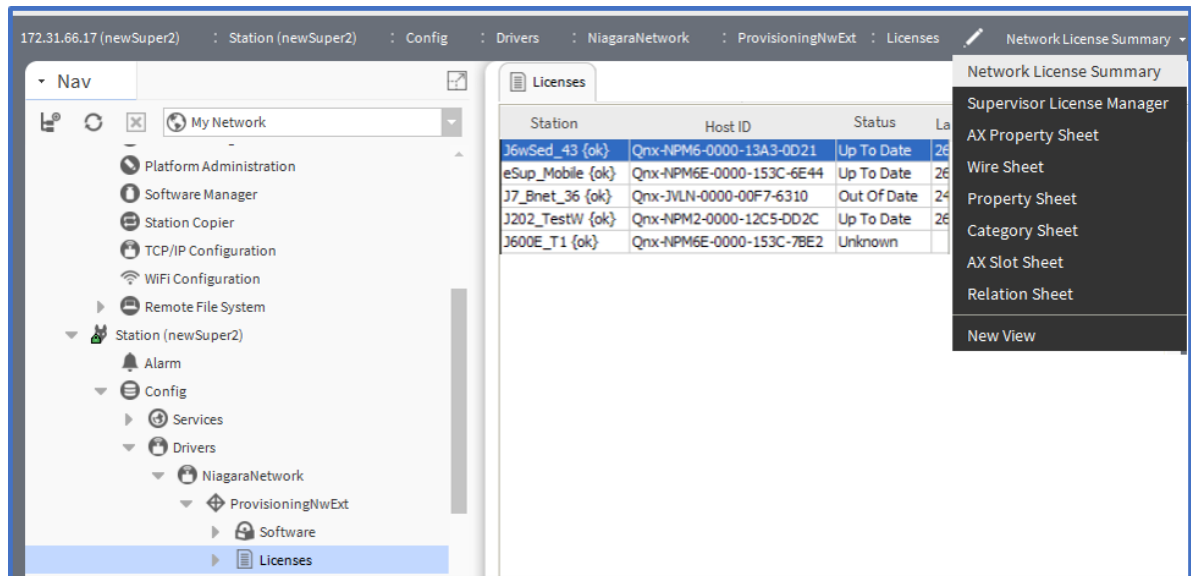 172.31.66.17 (newSuper2) : Station (newSuper2) : Config : Drivers : NiagaraNetwork : ProvisioningNwExt : Licenses Network License Summary
Nav
My Network
Platform Administration
Software Manager
Station Copier
TCP/IP Configuration
WiFi Configuration
Remote File System
Station (newSuper2)
Alarm
Config
Services
Drivers
NiagaraNetwork
ProvisioningNwExt
Software
Licenses
Licenses
Station Host ID Status La
J6wSed_43 {ok} Qnx-NPM6-0000-13A3-0D21 Up To Date 26
eSup_Mobile {ok} Qnx-NPM6E-0000-153C-6E44 Up To Date 26
J7_Bnet_36 {ok} Qnx-JVLN-0000-00F7-6310 Out Of Date 24
J202_TestW {ok} Qnx-NPM2-0000-12C5-DD2C Up To Date 26
J600E_T1 {ok} Qnx-NPM6E-0000-153C-7BE2 Unknown
Network License Summary
Supervisor License Manager
AX Property Sheet
Wire Sheet
Property Sheet
Category Sheet
AX Slot Sheet
Relation Sheet
New View